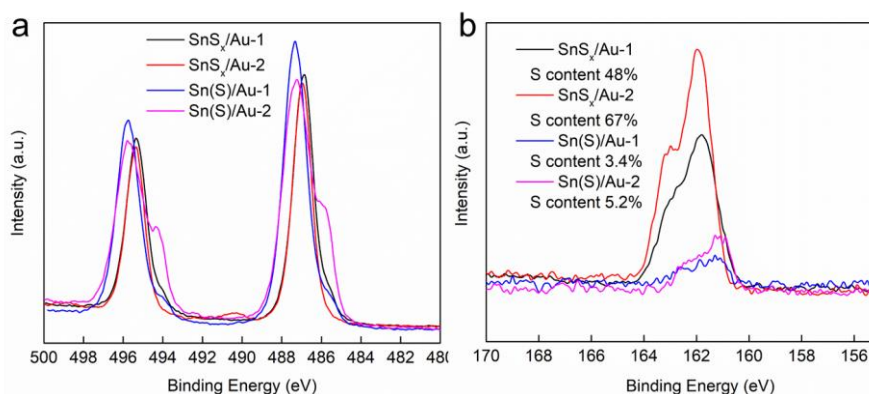 a
SnSx/Au-1
SnSx/Au-2
Sn(S)/Au-1
Sn(S)/Au-2
Intensity (a.u.)
500 498 496 494 492 490 488 486 484 482 480
Binding Energy (eV)
b
SnSx/Au-1
S content 48%
SnSx/Au-2
S content 67%
Sn(S)/Au-1
S content 3.4%
Sn(S)/Au-2
S content 5.2%
Intensity (a.u.)
170 168 166 164 162 160 158 156
Binding Energy (eV)